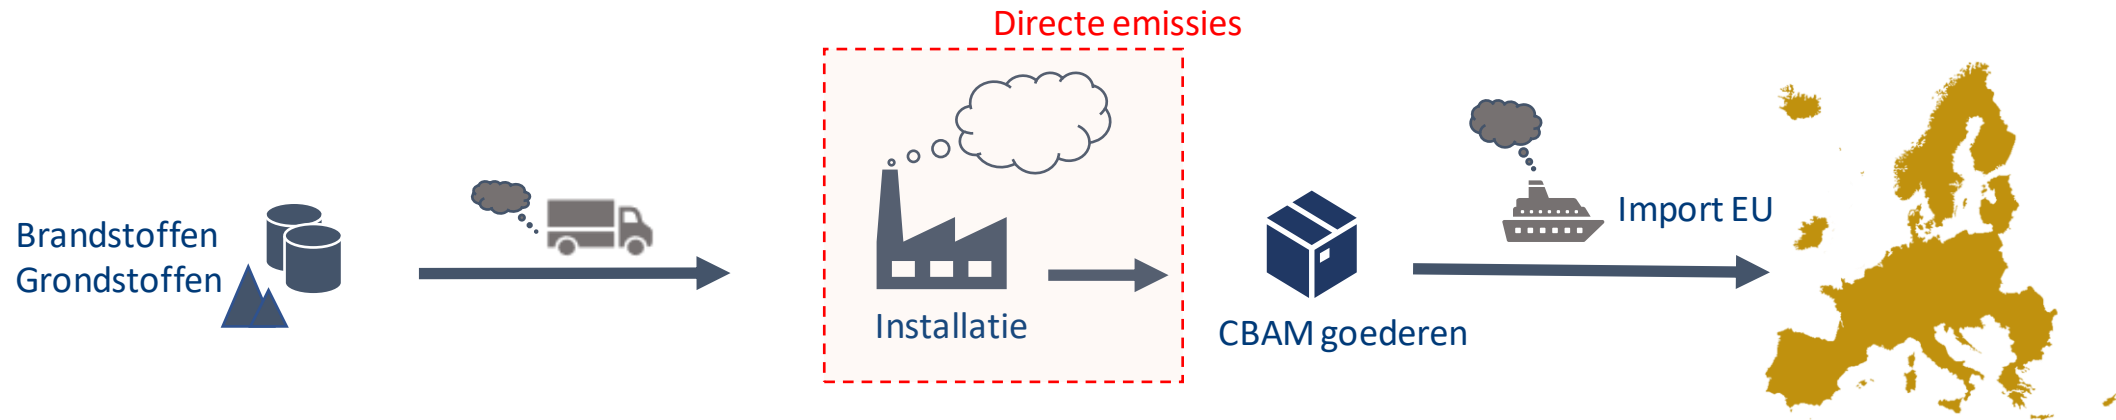 Directe emissies
Brandstoffen
Grondstoffen
Installatie
CBAM goederen
Import EU